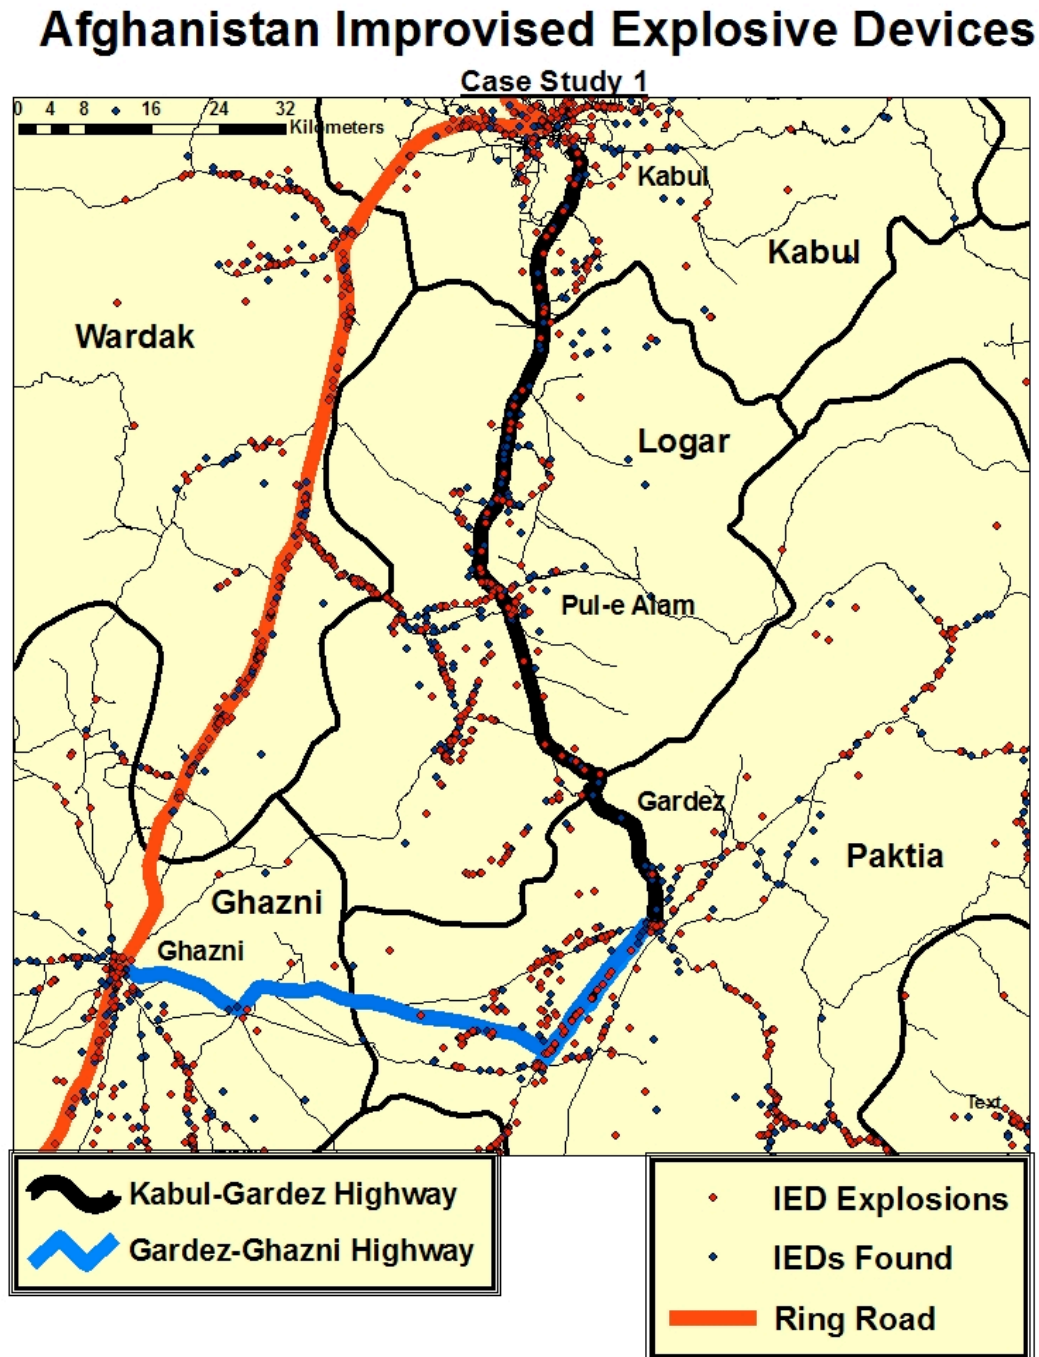 Afghanistan Improvised Explosive Devices
Case Study 1
0 4 8 16 24 32
Kilometers
Kabul
Kabul
Wardak
Logar
Pul-e Alam
Gardez
Paktia
Ghazni
Ghazni
Text
Kabul-Gardez Highway
Gardez-Ghazni Highway
IED Explosions
IEDs Found
Ring Road